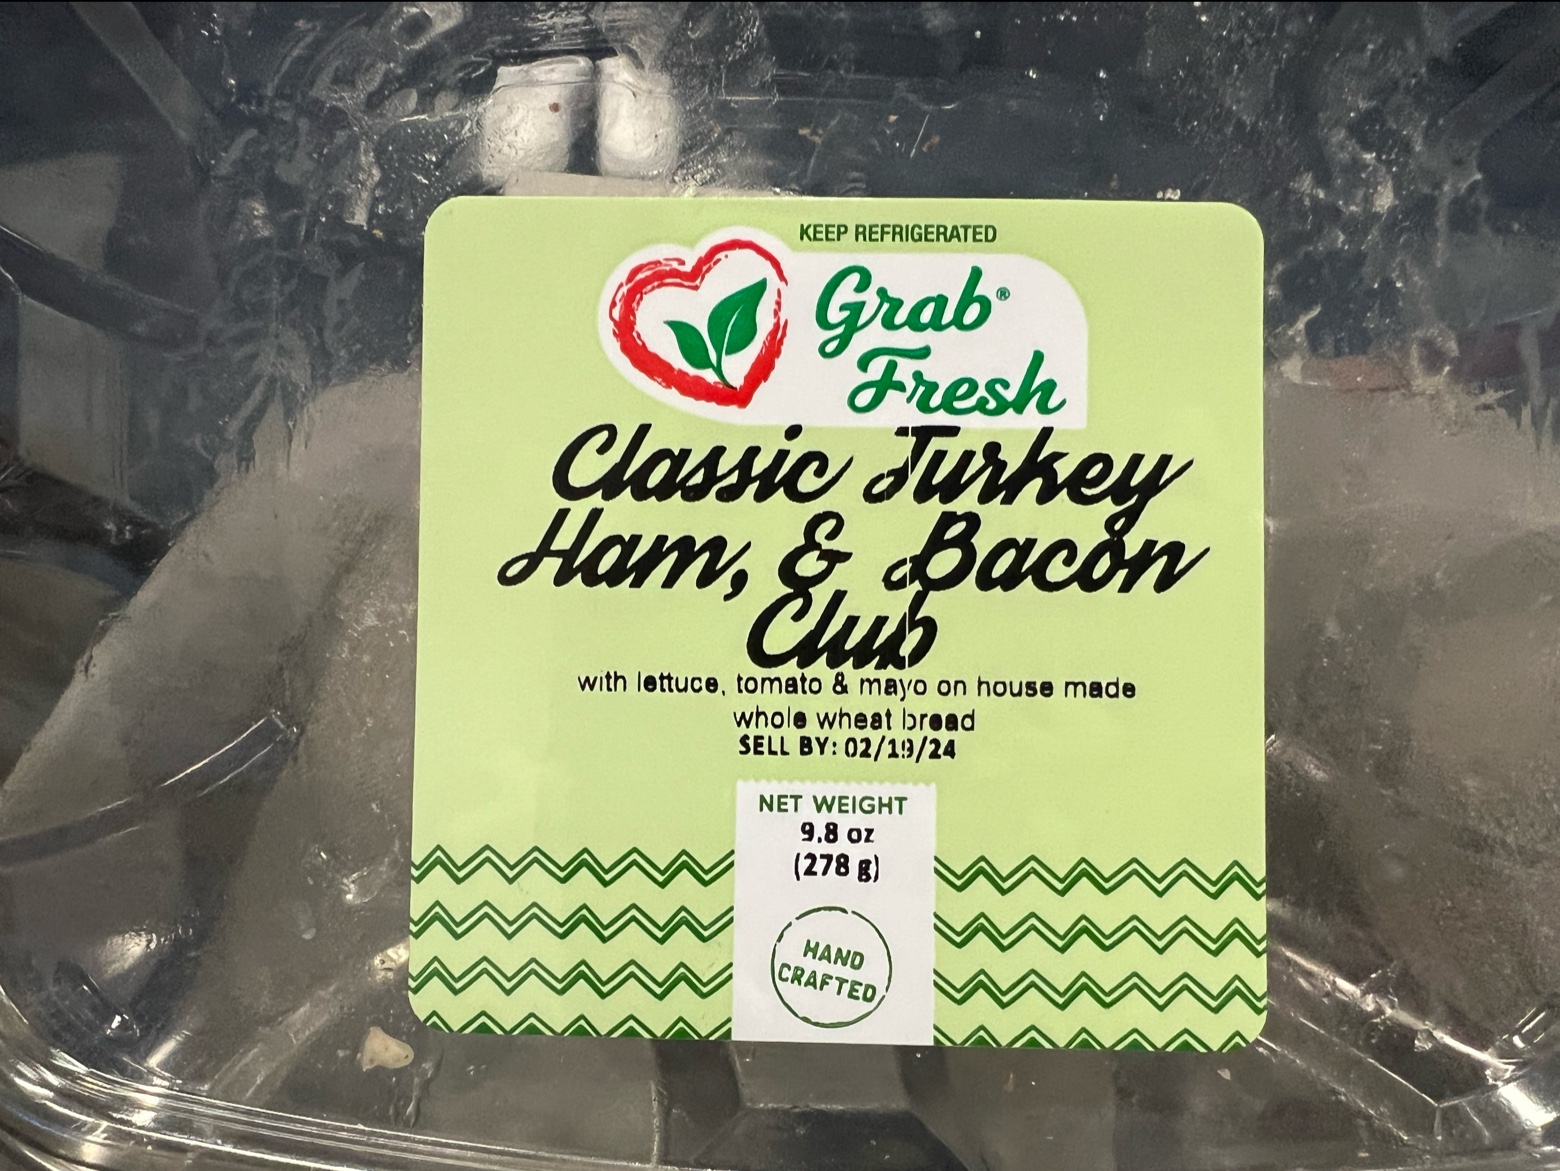 KEEP REFRIGERATED
Grab®
Fresh
Classic Turkey
Ham, & Bacon
Club
with lettuce, tomato & mayo on house made
whole wheat bread
SELL BY: 02/19/24
NET WEIGHT
9.8 oz
(278 g)
HAND
CRAFTED